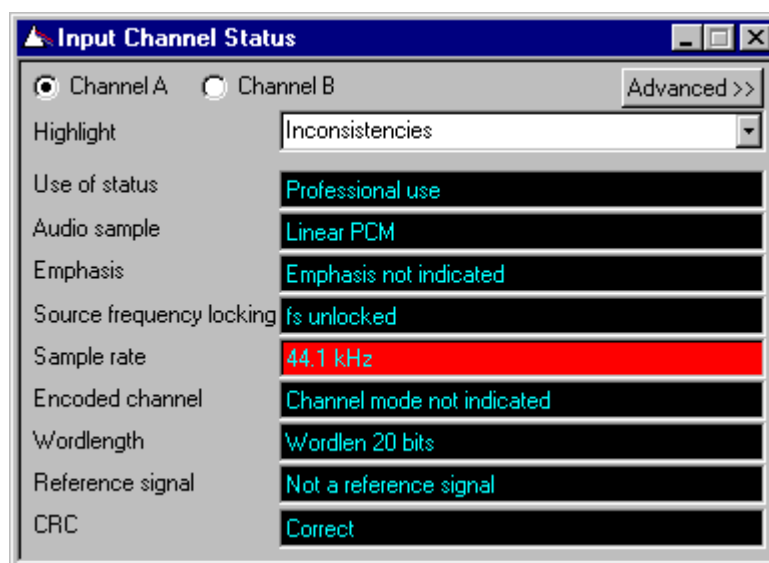 Input Channel Status
Channel A Channel B Advanced >>
Highlight Inconsistencies
Use of status Professional use
Audio sample Linear PCM
Emphasis Emphasis not indicated
Source frequency locking fs unlocked
Sample rate 44.1 kHz
Encoded channel Channel mode not indicated
Wordlength Wordlen 20 bits
Reference signal Not a reference signal
CRC Correct